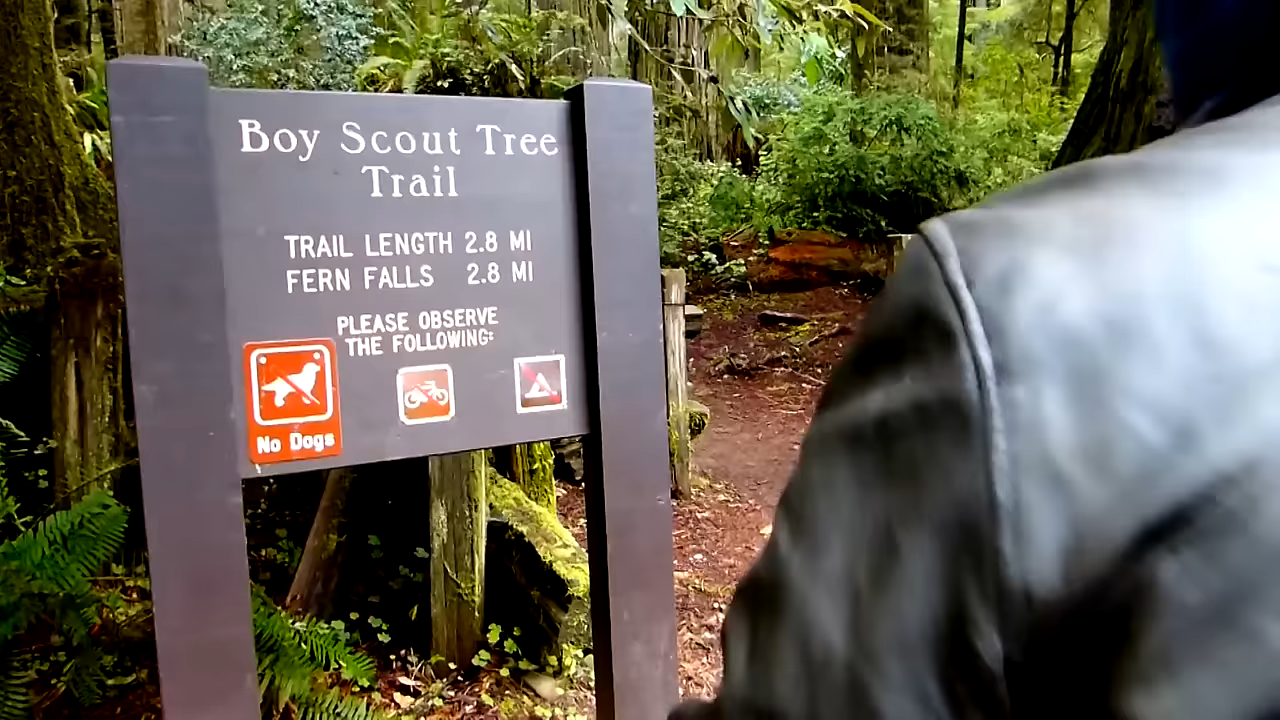 Boy Scout Tree
Trail
TRAIL LENGTH 2.8 MI
FERN FALLS 2.8 MI
PLEASE OBSERVE
THE FOLLOWING:
No Dogs